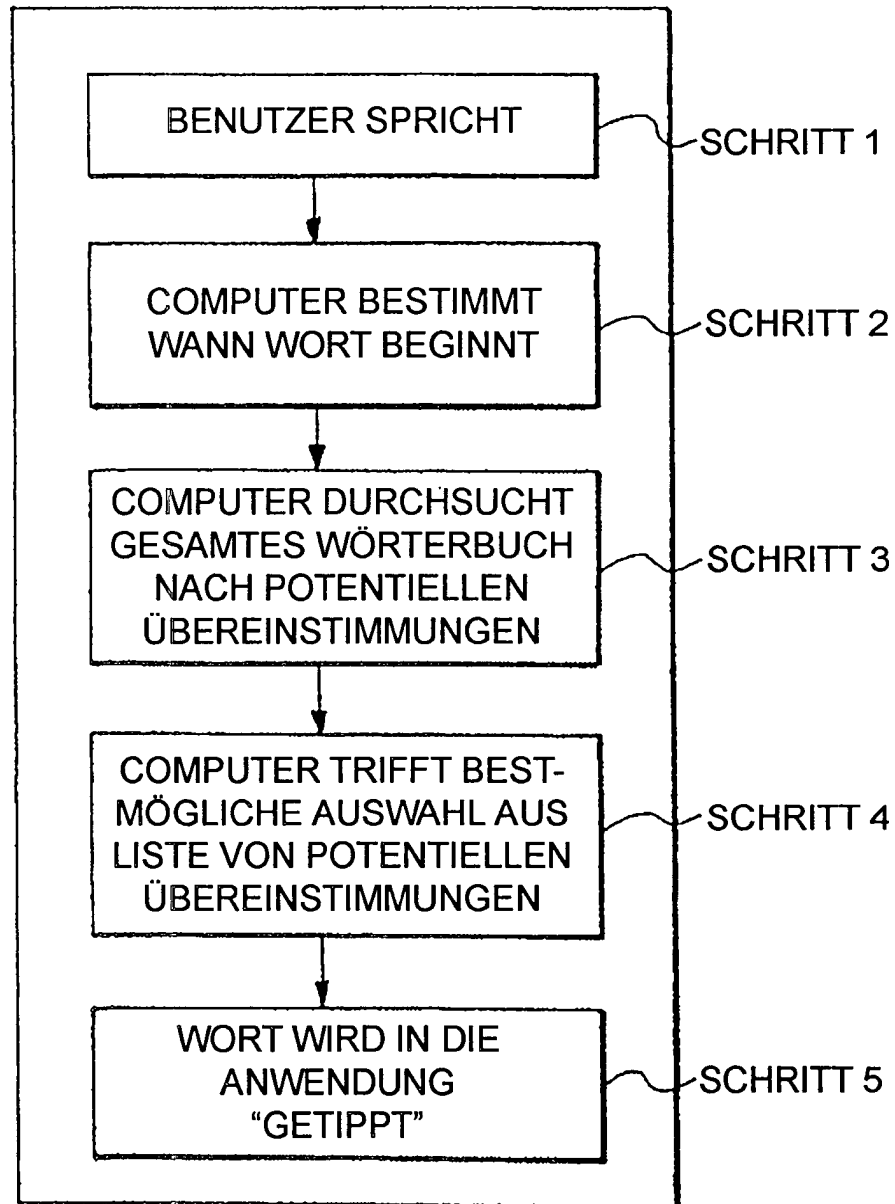 BENUTZER SPRICHT
SCHRITT 1
COMPUTER BESTIMMT
WANN WORT BEGINNT
SCHRITT 2
COMPUTER DURCHSUCHT
GESAMTES WÖRTERBUCH
NACH POTENTIELLEN
ÜBEREINSTIMMUNGEN
SCHRITT 3
COMPUTER TRIFFT BEST-
MÖGLICHE AUSWAHL AUS
LISTE VON POTENTIELLEN
ÜBEREINSTIMMUNGEN
SCHRITT 4
WORT WIRD IN DIE
ANWENDUNG
“GETIPPT”
SCHRITT 5